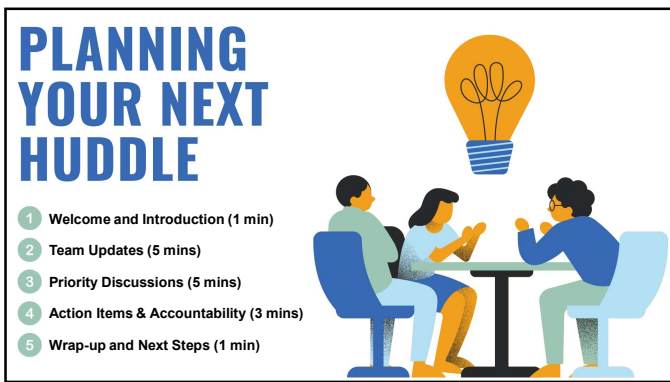 PLANNING
YOUR NEXT
HUDDLE
1 Welcome and Introduction (1 min)
2 Team Updates (5 mins)
3 Priority Discussions (5 mins)
4 Action Items & Accountability (3 mins)
5 Wrap-up and Next Steps (1 min)